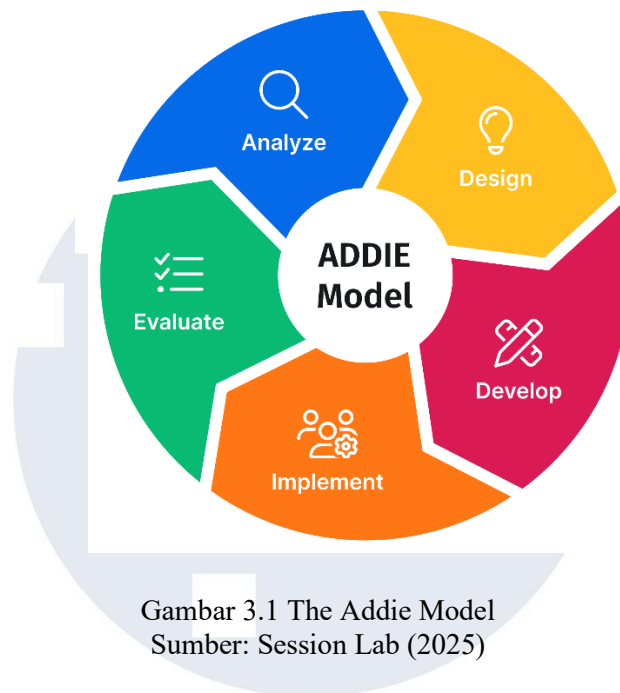 Analyze
Design
ADDIE
Model
Evaluate
Develop
Implement
Gambar 3.1 The Addie Model
Sumber: Session Lab (2025)